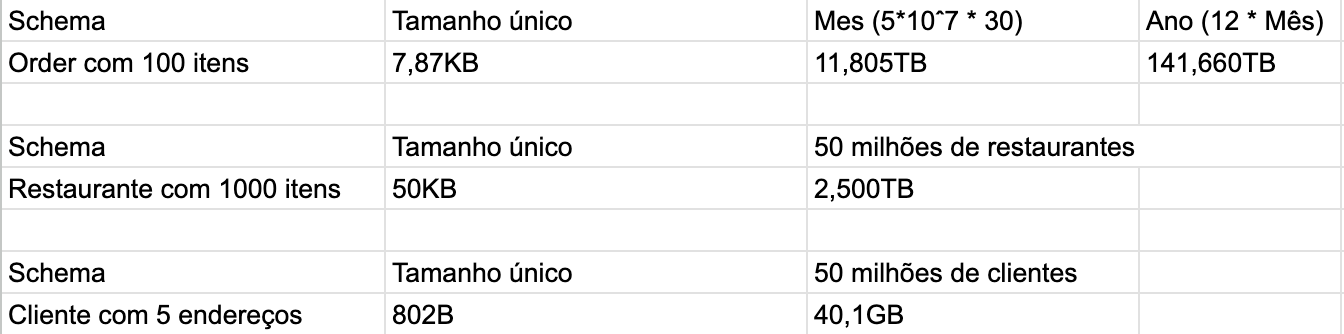 Schema Tamanho único Mes (5*10^7 * 30) Ano (12 * Mês)
Order com 100 itens 7,87KB 11,805TB 141,660TB
Schema Tamanho único 50 milhões de restaurantes
Restaurante com 1000 itens 50KB 2,500TB
Schema Tamanho único 50 milhões de clientes
Cliente com 5 endereços 802B 40,1GB